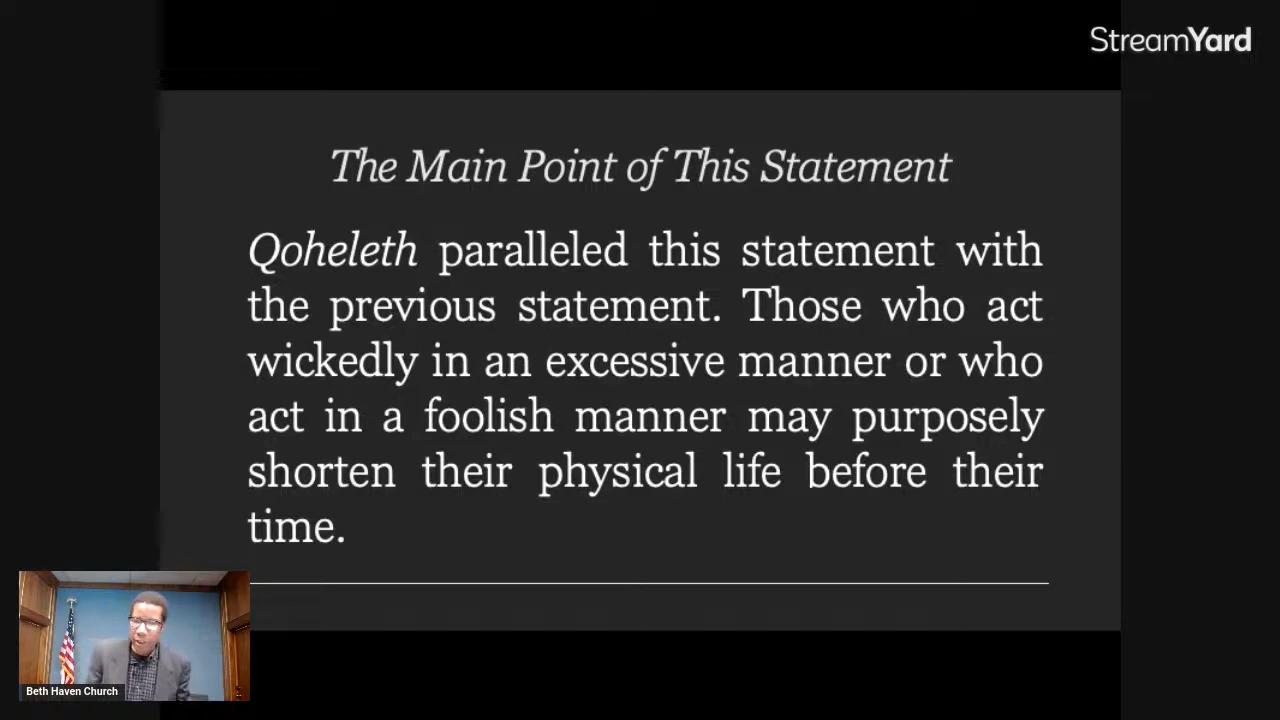 StreamYard
The Main Point of This Statement
Qoheleth paralleled this statement with
the previous statement. Those who act
wickedly in an excessive manner or who
act in a foolish manner may purposely
shorten their physical life before their
time.
Beth Haven Church